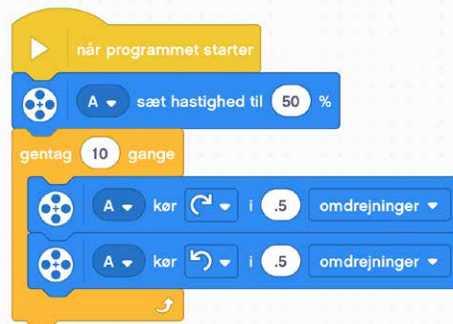 når programmet starter
A sæt hastighed til 50 %
gentag 10 gange
A kør i .5 omdrejninger
A kør i .5 omdrejninger